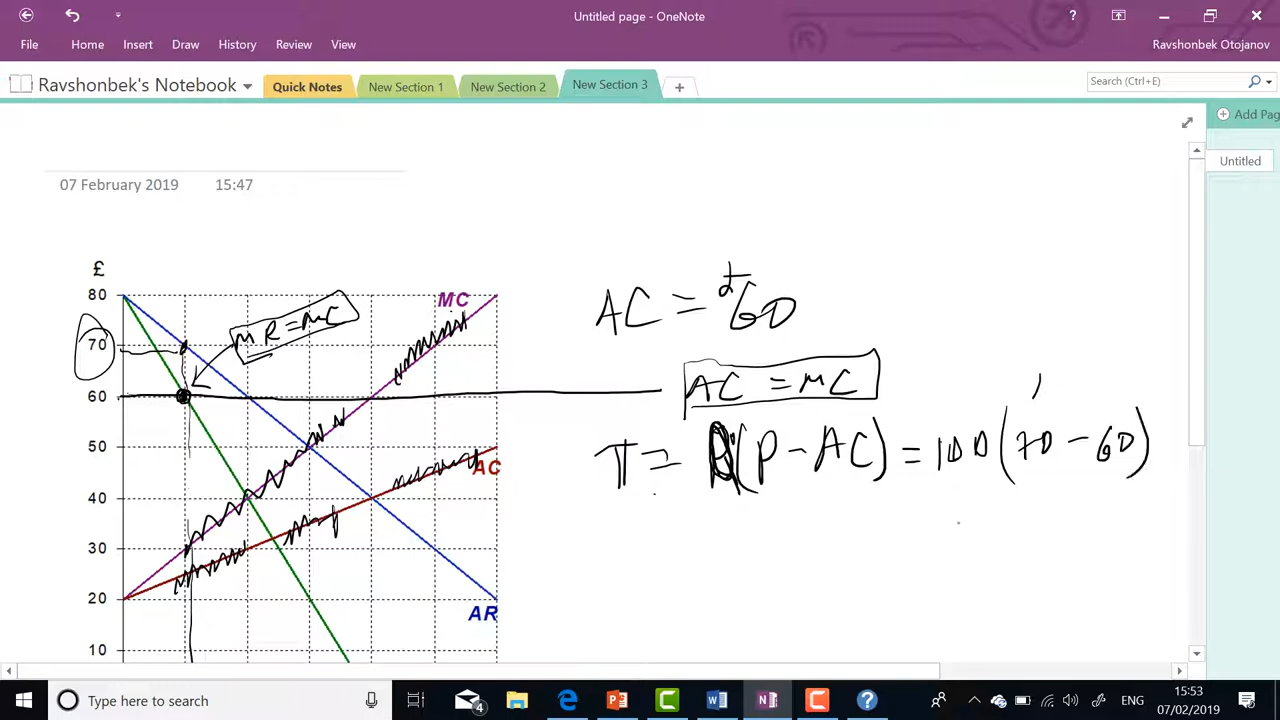 Untitled page - OneNote
?
File Home Insert Draw History Review View
Ravshonbek Otojanov
Ravshonbek's Notebook Quick Notes New Section 1 New Section 2 New Section 3 +
Search (Ctrl+E)
Add Pag
Untitled
07 February 2019 15:47
£
80
70
60
50
40
30
20
10
MC
AC
AR
MR = MC
AC = £60
AC = MC
π = (P - AC) = 100 (70 - 60)
Type here to search
4
ENG
15:53
07/02/2019